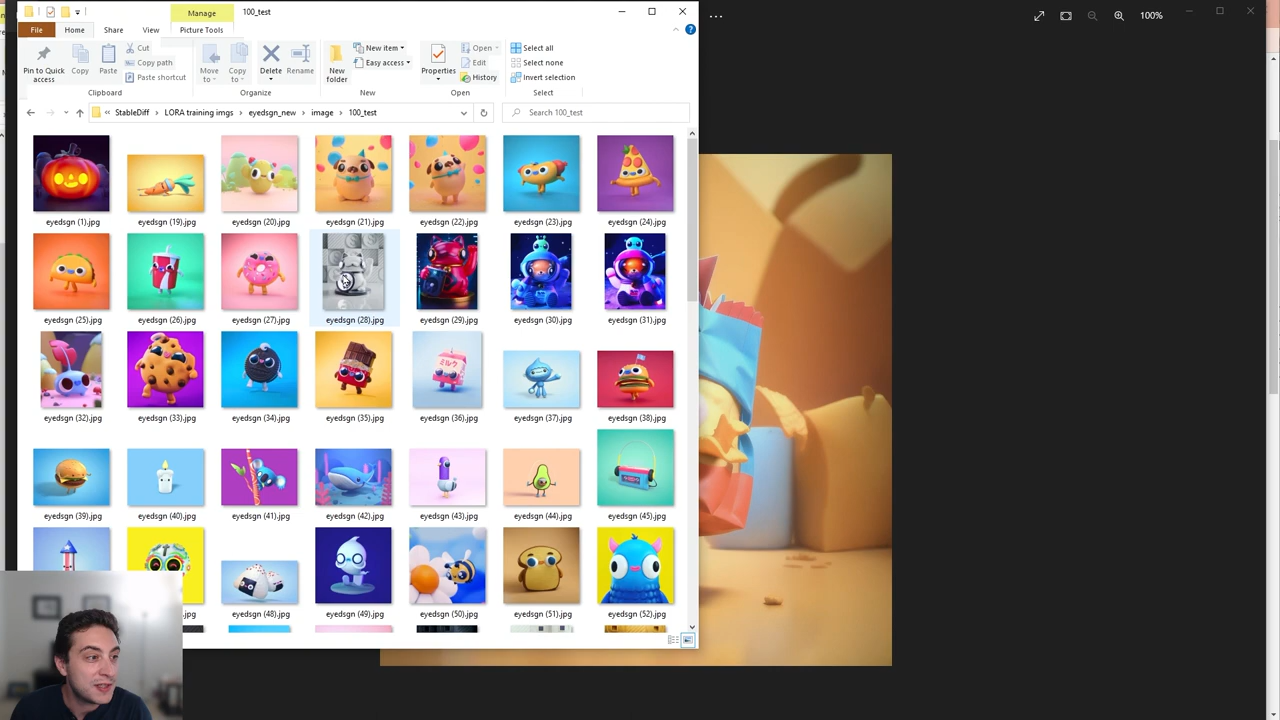 Manage
100_test
100%
File
Home
Share
View
Picture Tools
Pin to Quick access
Copy
Paste
Cut
Copy path
Paste shortcut
Move to
Copy to
Delete
Rename
New folder
New item
Easy access
Properties
Open
Edit
History
Select all
Select none
Invert selection
Clipboard
Organize
New
Open
Select
« StableDiff > LORA training imgs > eyedsgn_new > image > 100_test
Search 100_test
eyedsgn (1).jpg
eyedsgn (19).jpg
eyedsgn (20).jpg
eyedsgn (21).jpg
eyedsgn (22).jpg
eyedsgn (23).jpg
eyedsgn (24).jpg
eyedsgn (25).jpg
eyedsgn (26).jpg
eyedsgn (27).jpg
eyedsgn (28).jpg
eyedsgn (29).jpg
eyedsgn (30).jpg
eyedsgn (31).jpg
ミルク
eyedsgn (32).jpg
eyedsgn (33).jpg
eyedsgn (34).jpg
eyedsgn (35).jpg
eyedsgn (36).jpg
eyedsgn (37).jpg
eyedsgn (38).jpg
eyedsgn (39).jpg
eyedsgn (40).jpg
eyedsgn (41).jpg
eyedsgn (42).jpg
eyedsgn (43).jpg
eyedsgn (44).jpg
eyedsgn (45).jpg
eyedsgn (48).jpg
eyedsgn (49).jpg
eyedsgn (50).jpg
eyedsgn (51).jpg
eyedsgn (52).jpg